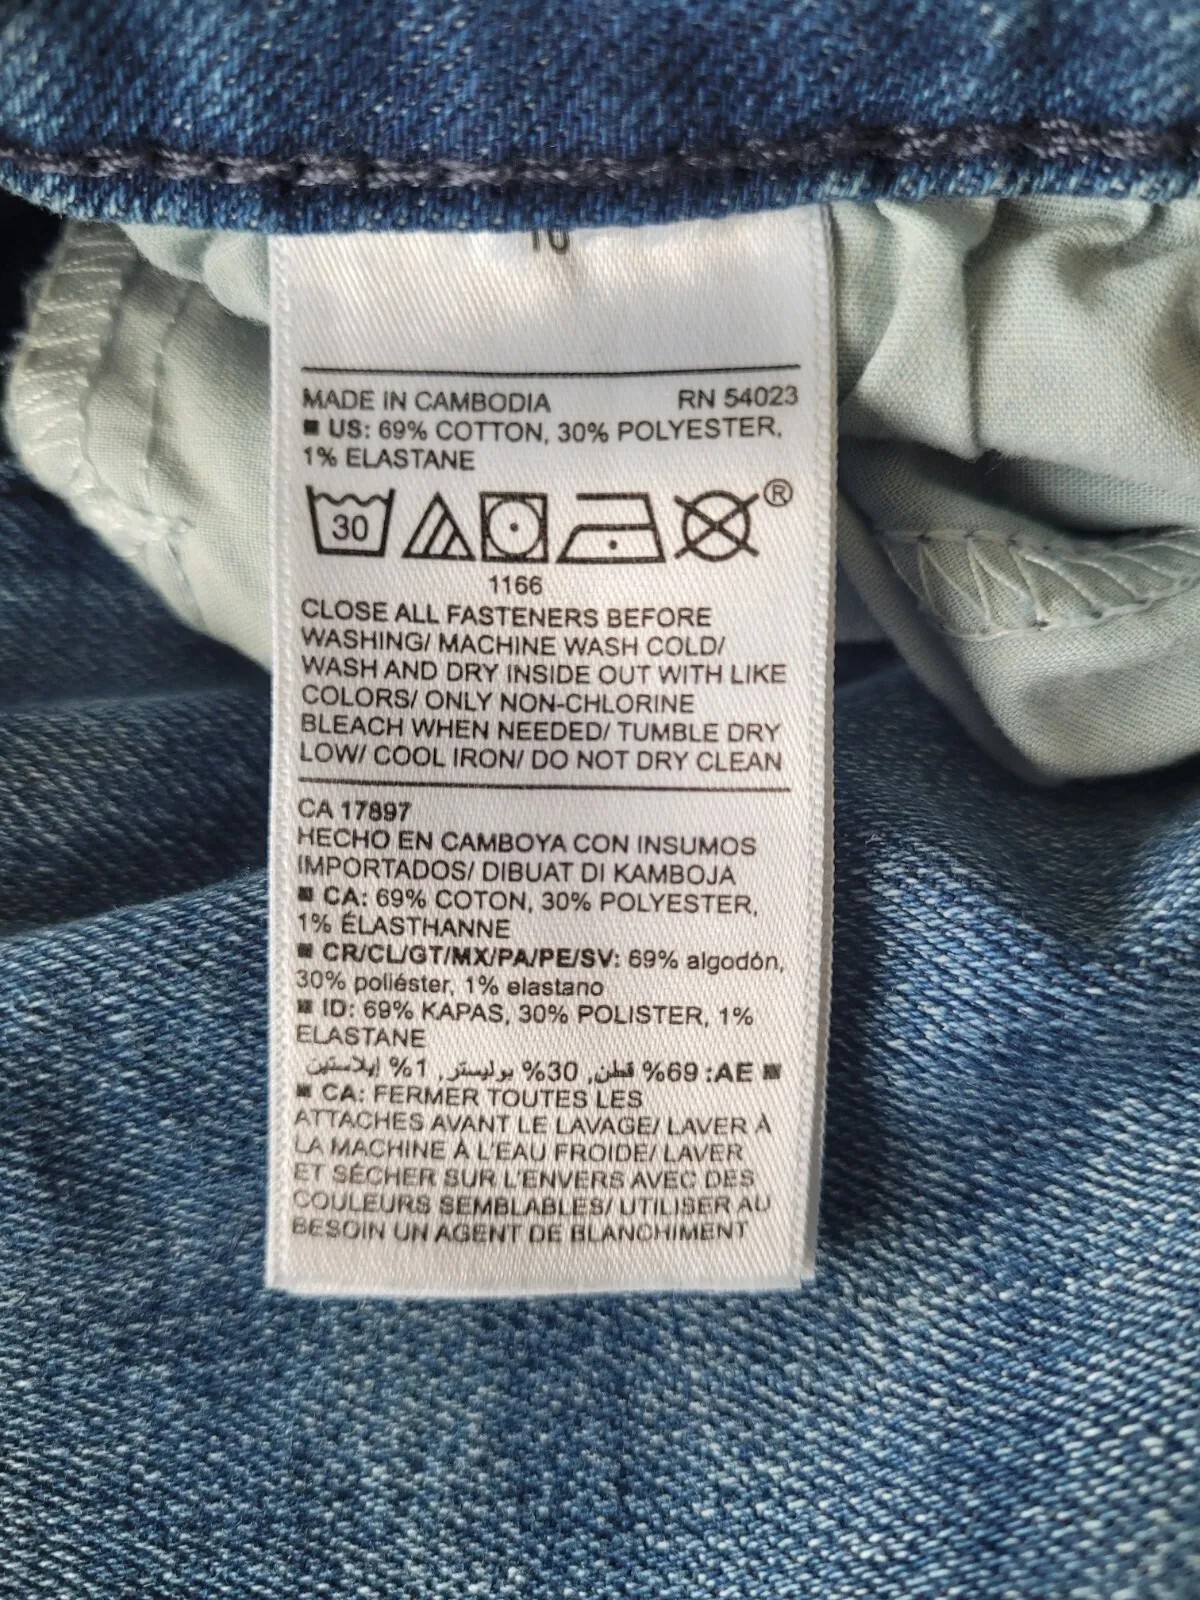 16
MADE IN CAMBODIA RN 54023
■ US: 69% COTTON, 30% POLYESTER,
1% ELASTANE
30
®
1166
CLOSE ALL FASTENERS BEFORE
WASHING/ MACHINE WASH COLD/
WASH AND DRY INSIDE OUT WITH LIKE
COLORS/ ONLY NON-CHLORINE
BLEACH WHEN NEEDED/ TUMBLE DRY
LOW/ COOL IRON/ DO NOT DRY CLEAN
CA 17897
HECHO EN CAMBOYA CON INSUMOS
IMPORTADOS/ DIBUAT DI KAMBOJA
■ CA: 69% COTON, 30% POLYESTER,
1% ÉLASTHANNE
■ CR/CL/GT/MX/PA/PE/SV: 69% algodón,
30% poliéster, 1% elastano
■ ID: 69% KAPAS, 30% POLISTER, 1%
ELASTANE
■ AE: 69% قطن, 30% بوليستر, 1% إيلاستين
■ CA: FERMER TOUTES LES
ATTACHES AVANT LE LAVAGE/ LAVER À
LA MACHINE À L'EAU FROIDE/ LAVER
ET SÉCHER SUR L'ENVERS AVEC DES
COULEURS SEMBLABLES/ UTILISER AU
BESOIN UN AGENT DE BLANCHIMENT